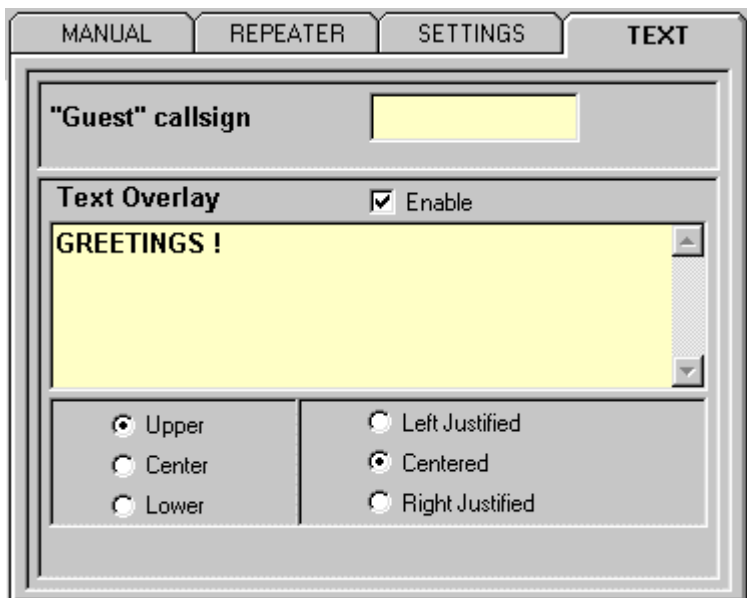 MANUAL REPEATER SETTINGS TEXT
"Guest" callsign
Text Overlay Enable
GREETINGS !
Upper Left Justified
Center Centered
Lower Right Justified